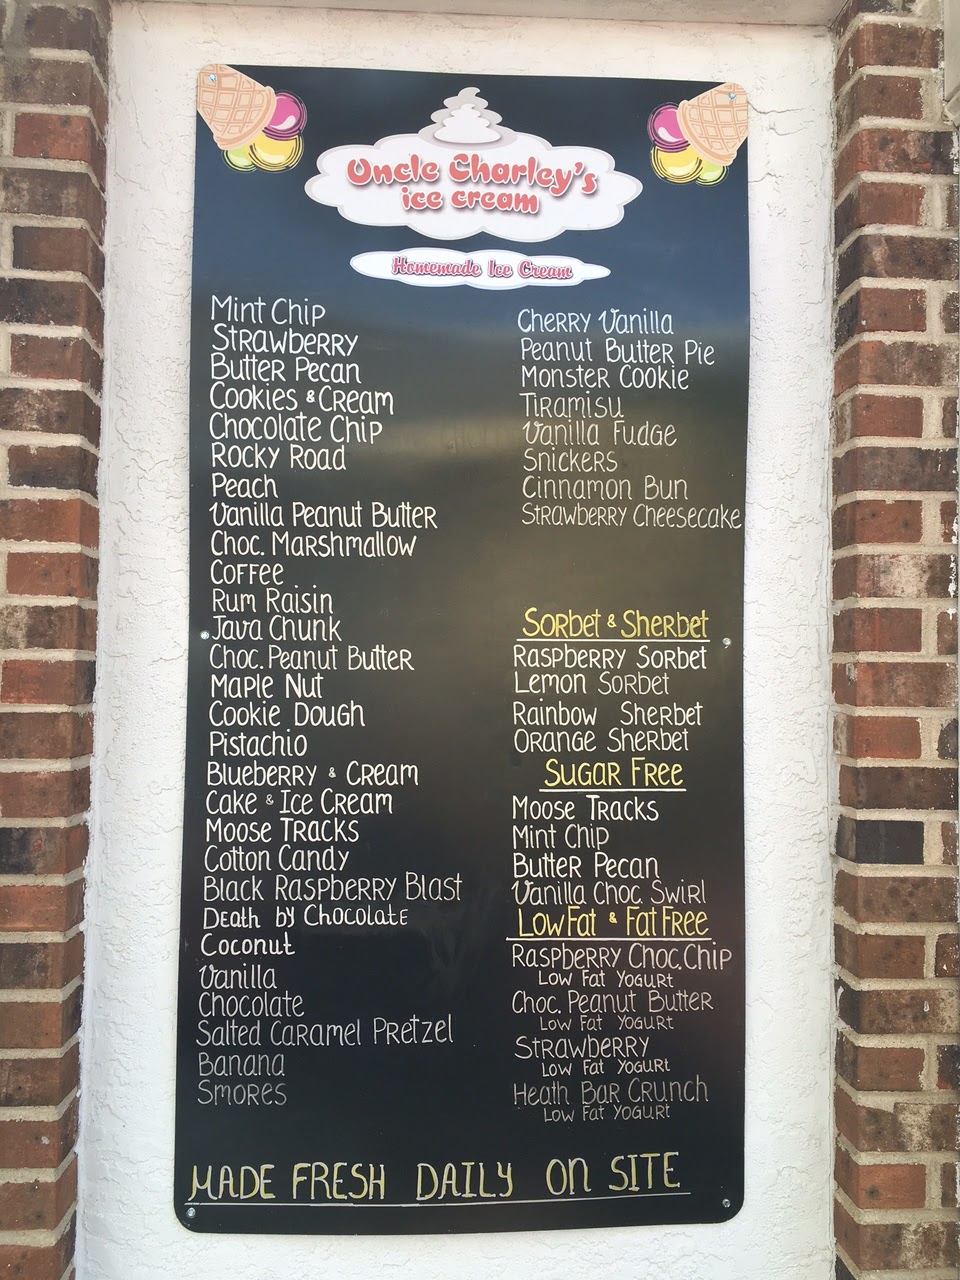 Uncle Charley's
ice cream
Homemade Ice Cream
Mint Chip
Strawberry
Butter Pecan
Cookies & Cream
Chocolate Chip
Rocky Road
Peach
Vanilla Peanut Butter
Choc. Marshmallow
Coffee
Rum Raisin
Java Chunk
Choc. Peanut Butter
Maple Nut
Cookie Dough
Pistachio
Blueberry & Cream
Cake & Ice Cream
Moose Tracks
Cotton Candy
Black Raspberry Blast
Death by Chocolate
Coconut
Vanilla
Chocolate
Salted Caramel Pretzel
Banana
Smores
Cherry Vanilla
Peanut Butter Pie
Monster Cookie
Tiramisu
Vanilla Fudge
Snickers
Cinnamon Bun
Strawberry Cheesecake
Sorbet & Sherbet
Raspberry Sorbet
Lemon Sorbet
Rainbow Sherbet
Orange Sherbet
Sugar Free
Moose Tracks
Mint Chip
Butter Pecan
Vanilla Choc. Swirl
Low Fat & Fat Free
Raspberry Choc. Chip
Low Fat Yogurt
Choc. Peanut Butter
Low Fat Yogurt
Strawberry
Low Fat Yogurt
Heath Bar Crunch
Low Fat Yogurt
MADE FRESH DAILY ON SITE